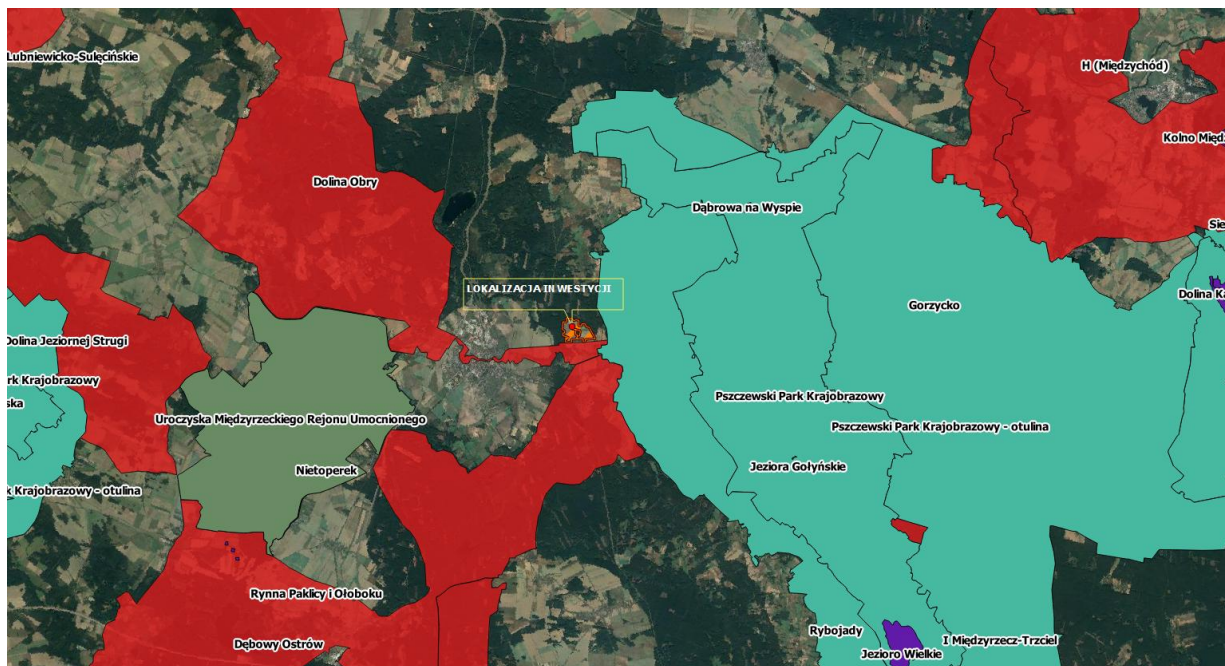 Lubniewicko-Sulęcińskie
H (Międzychód)
Kolno Międz
Dolina Obry
Dąbrowa na Wyspie
Sie
LOKALIZACJA INWESTYCJI
Dolina Ka
Gorzycko
Dolina Jeziornej Strugi
rk Krajobrazowy
Pszczewski Park Krajobrazowy
ska
Uroczyska Międzyrzeckiego Rejonu Umocnionego
Pszczewski Park Krajobrazowy - otulina
Nietoperek
Jeziora Gołyńskie
k Krajobrazowy - otulina
Rynna Paklicy i Ołoboku
Rybojady
Dębowy Ostrów
I Międzyrzecz-Trzciel
Jezioro Wielkie